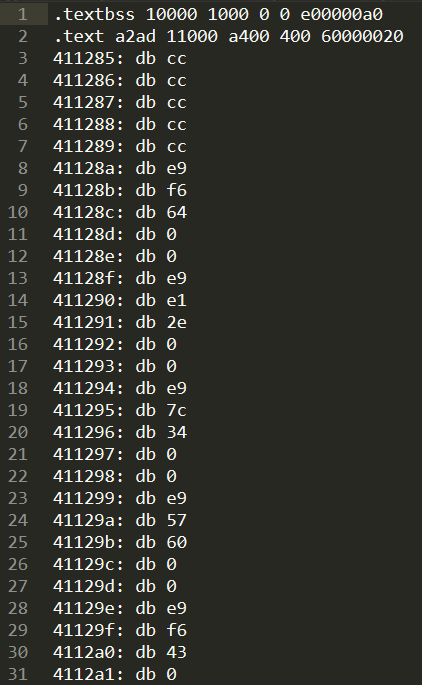 1 .textbss 10000 1000 0 0 e00000a0
2 .text a2ad 11000 a400 400 60000020
3 411285: db cc
4 411286: db cc
5 411287: db cc
6 411288: db cc
7 411289: db cc
8 41128a: db e9
9 41128b: db f6
10 41128c: db 64
11 41128d: db 0
12 41128e: db 0
13 41128f: db e9
14 411290: db e1
15 411291: db 2e
16 411292: db 0
17 411293: db 0
18 411294: db e9
19 411295: db 7c
20 411296: db 34
21 411297: db 0
22 411298: db 0
23 411299: db e9
24 41129a: db 57
25 41129b: db 60
26 41129c: db 0
27 41129d: db 0
28 41129e: db e9
29 41129f: db f6
30 4112a0: db 43
31 4112a1: db 0